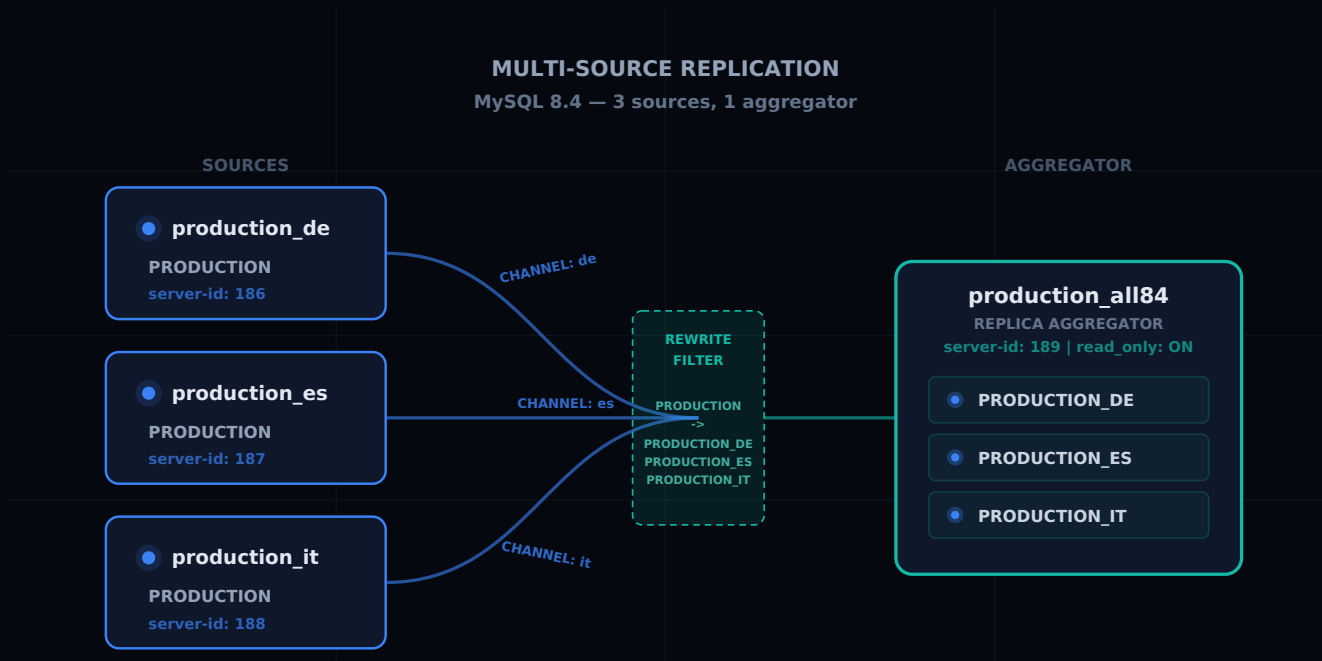 MULTI-SOURCE REPLICATION
MySQL 8.4 — 3 sources, 1 aggregator
SOURCES
production_de
PRODUCTION
server-id: 186
production_es
PRODUCTION
server-id: 187
production_it
PRODUCTION
server-id: 188
CHANNEL: de
CHANNEL: es
CHANNEL: it
REWRITE
FILTER
PRODUCTION
->
PRODUCTION_DE
PRODUCTION_ES
PRODUCTION_IT
AGGREGATOR
production_all84
REPLICA AGGREGATOR
server-id: 189 | read_only: ON
PRODUCTION_DE
PRODUCTION_ES
PRODUCTION_IT